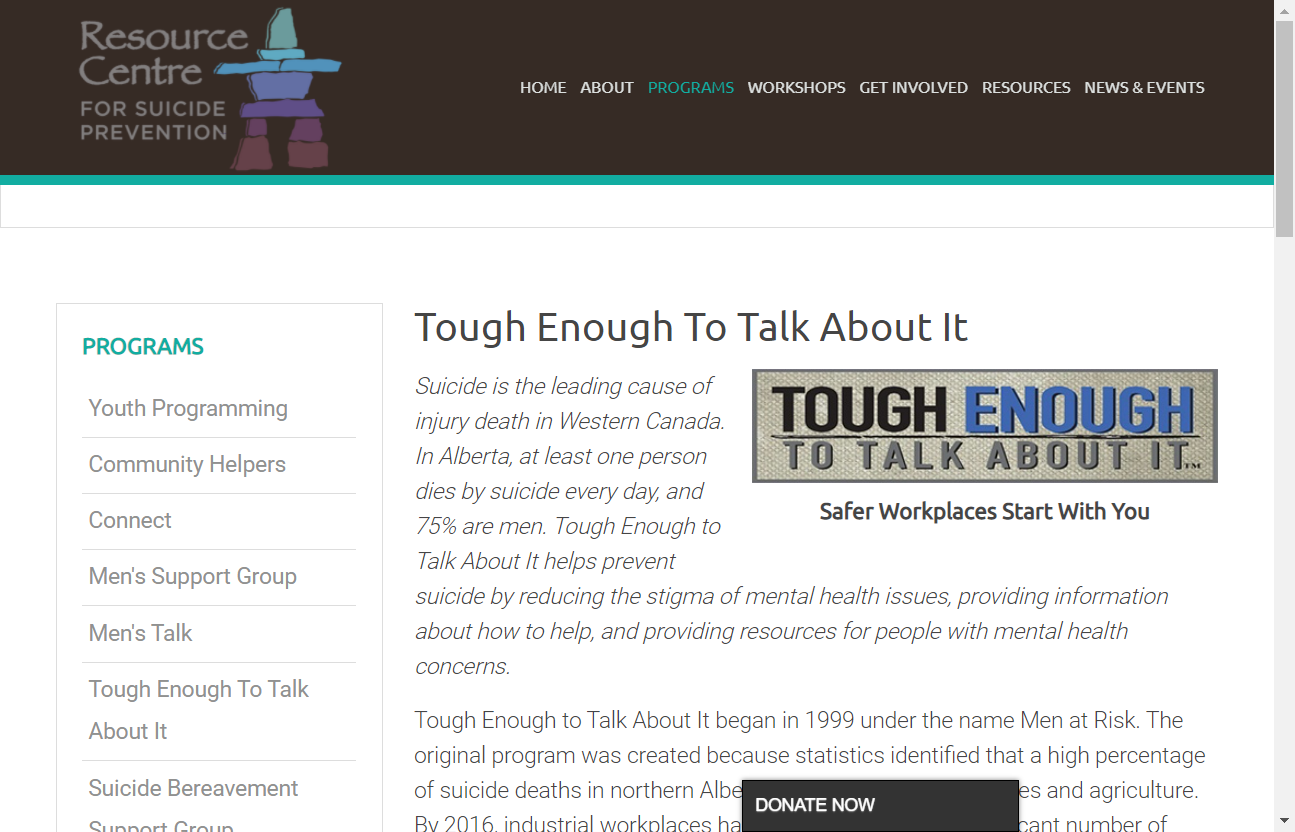 Resource
Centre
FOR SUICIDE
PREVENTION
HOME ABOUT PROGRAMS WORKSHOPS GET INVOLVED RESOURCES NEWS & EVENTS
PROGRAMS
Youth Programming
Community Helpers
Connect
Men's Support Group
Men's Talk
Tough Enough To Talk
About It
Suicide Bereavement
Support Group
Tough Enough To Talk About It
Suicide is the leading cause of
injury death in Western Canada.
In Alberta, at least one person
dies by suicide every day, and
75% are men. Tough Enough to
Talk About It helps prevent
suicide by reducing the stigma of mental health issues, providing information
about how to help, and providing resources for people with mental health
concerns.
TOUGH ENOUGH
TO TALK ABOUT IT™
Safer Workplaces Start With You
Tough Enough to Talk About It began in 1999 under the name Men at Risk. The
original program was created because statistics identified that a high percentage
of suicide deaths in northern Albe es and agriculture.
By 2016, industrial workplaces ha cant number of
DONATE NOW